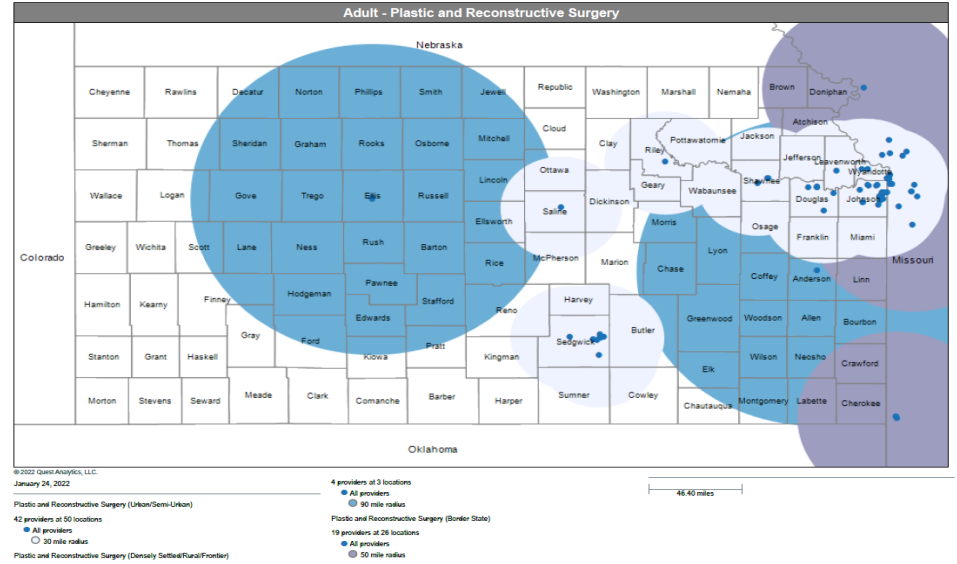 Adult - Plastic and Reconstructive Surgery
Nebraska
Cheyenne Rawlins Decatur Norton Phillips Smith Jewell Republic Washington Marshall Nemaha Brown Doniphan
Sherman Thomas Sheridan Graham Rooks Osborne Mitchell Cloud Clay Riley Pottawatomie Jackson Atchison
Jefferson Leavenworth
Wyandotte
Wallace Logan Gove Trego Ellis Russell Lincoln Ottawa Saline Dickinson Geary Wabaunsee Shawnee Douglas Johnson
Colorado
Greeley Wichita Scott Lane Ness Rush Barton Ellsworth Rice McPherson Marion Morris Chase Lyon Osage Franklin Miami
Missouri
Hamilton Kearny Finney Hodgeman Pawnee Edwards Stafford Reno Harvey Butler Greenwood Coffey Anderson Linn
Stanton Grant Haskell Gray Ford Kiowa Pratt Kingman Sedgwick Elk Woodson Allen Bourbon
Wilson Neosho Crawford
Morton Stevens Seward Meade Clark Comanche Barber Harper Sumner Cowley Chautauqua Montgomery Labette Cherokee
Oklahoma
© 2022 Quest Analytics, LLC.
January 24, 2022
Plastic and Reconstructive Surgery (Urban/Semi-Urban)
42 providers at 50 locations
All providers
30 mile radius
Plastic and Reconstructive Surgery (Densely Settled/Rural/Frontier)
4 providers at 3 locations
All providers
90 mile radius
Plastic and Reconstructive Surgery (Border State)
19 providers at 26 locations
All providers
50 mile radius
46.40 miles